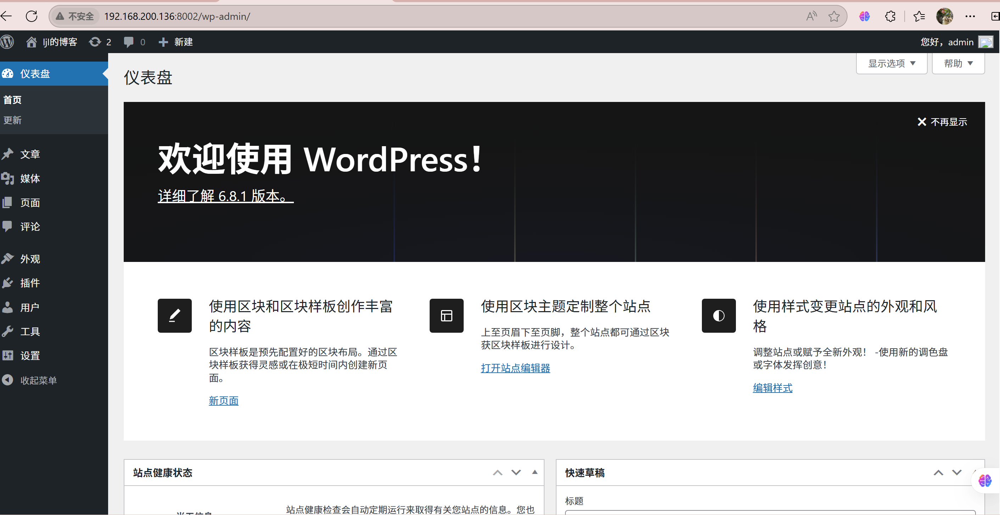 不安全 192.168.200.136:8002/wp-admin/
ljl的博客 2 0 新建 您好，admin
显示选项 帮助
仪表盘
首页
更新
文章
媒体
页面
评论
外观
插件
用户
工具
设置
收起菜单
仪表盘
不再显示
欢迎使用 WordPress！
详细了解 6.8.1 版本。
使用区块和区块样板创作丰富
的内容
区块样板是预先配置好的区块布局。通过区
块样板获得灵感或在极短时间内创建新页
面。
新页面
使用区块主题定制整个站点
上至页眉下至页脚，整个站点都可通过区块
获区块样板进行设计。
打开站点编辑器
使用样式变更站点的外观和风
格
调整站点或赋予全新外观！ -使用新的调色盘
或字体发挥创意！
编辑样式
站点健康状态
站点健康检查会自动定期运行来取得有关您站点的信息。您也
快速草稿
标题